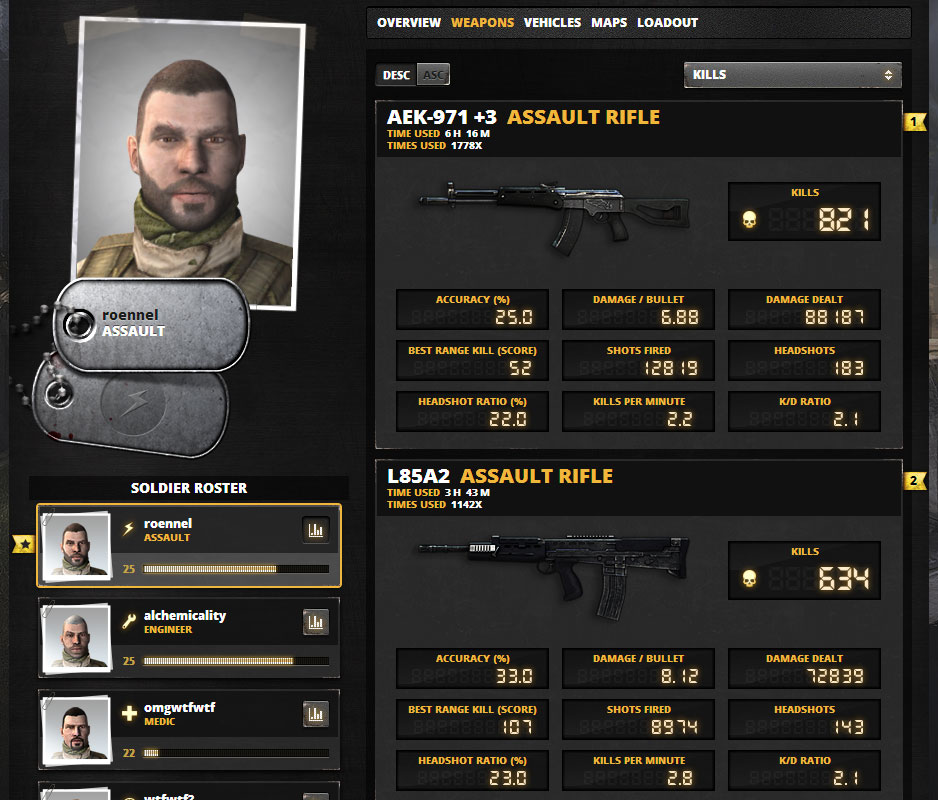 OVERVIEW WEAPONS VEHICLES MAPS LOADOUT
DESC ASC KILLS
AEK-971 +3 ASSAULT RIFLE
TIME USED 6 H 16 M
TIMES USED 1778X
1
KILLS
821
ACCURACY (%) DAMAGE / BULLET DAMAGE DEALT
25.0 6.88 88187
BEST RANGE KILL (SCORE) SHOTS FIRED HEADSHOTS
52 12819 183
HEADSHOT RATIO (%) KILLS PER MINUTE K/D RATIO
22.0 2.2 2.1
L85A2 ASSAULT RIFLE
TIME USED 3 H 43 M
TIMES USED 1142X
2
KILLS
634
ACCURACY (%) DAMAGE / BULLET DAMAGE DEALT
33.0 8.12 72839
BEST RANGE KILL (SCORE) SHOTS FIRED HEADSHOTS
107 8974 143
HEADSHOT RATIO (%) KILLS PER MINUTE K/D RATIO
23.0 2.8 2.1
roennel
ASSAULT
SOLDIER ROSTER
roennel
ASSAULT
25
alchemicality
ENGINEER
25
omgwtfwtf
MEDIC
22
wtfwtf?